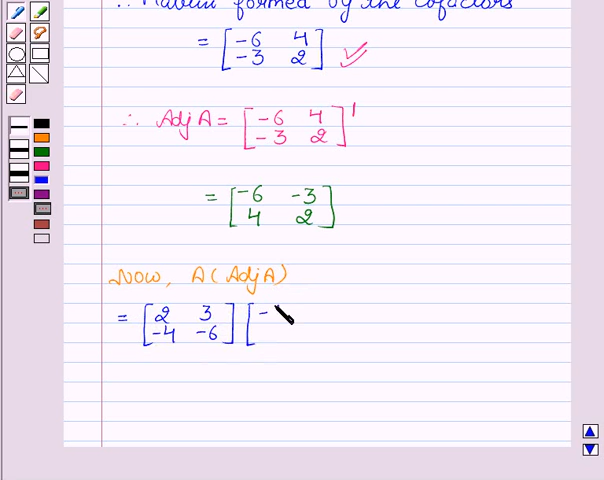 ∴ Matrix formed by the cofactors
= [-6 4
-3 2] ✓
∴ Adj A = [-6 4
-3 2]'
= [-6 -3
4 2]
Now, A(Adj A)
= [2 3
-4 -6] [-